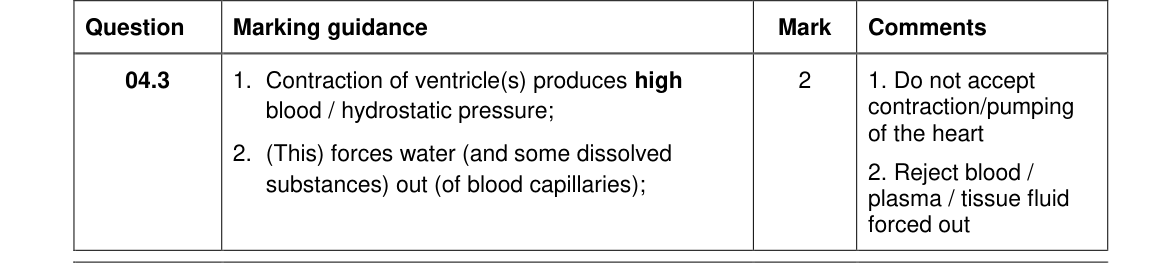 Question Marking guidance Mark Comments
04.3 1. Contraction of ventricle(s) produces high blood / hydrostatic pressure; 2 1. Do not accept
contraction/pumping
of the heart
2. (This) forces water (and some dissolved
substances) out (of blood capillaries);
2. Reject blood /
plasma / tissue fluid
forced out